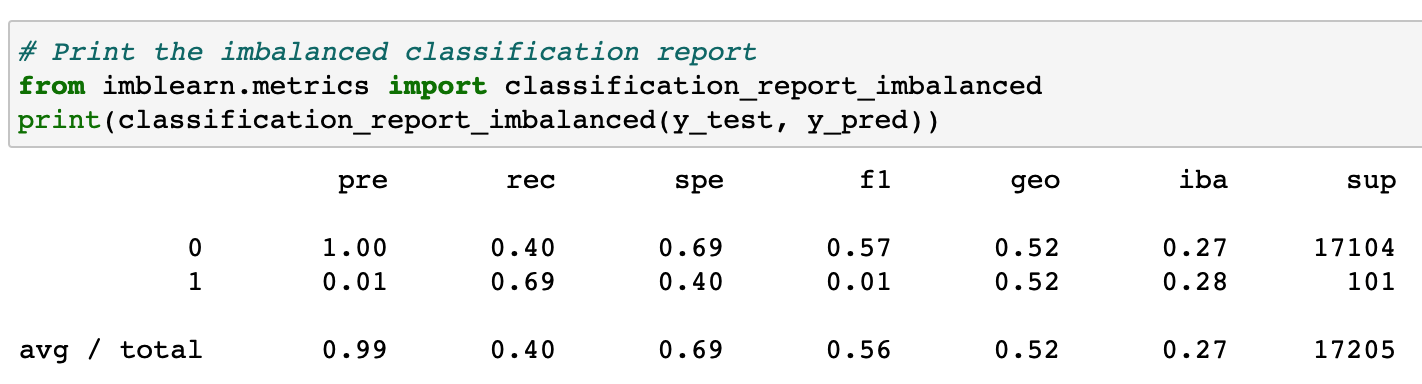 # Print the imbalanced classification report
from imblearn.metrics import classification_report_imbalanced
print(classification_report_imbalanced(y_test, y_pred))
pre rec spe f1 geo iba sup
0 1.00 0.40 0.69 0.57 0.52 0.27 17104
1 0.01 0.69 0.40 0.01 0.52 0.28 101
avg / total 0.99 0.40 0.69 0.56 0.52 0.27 17205